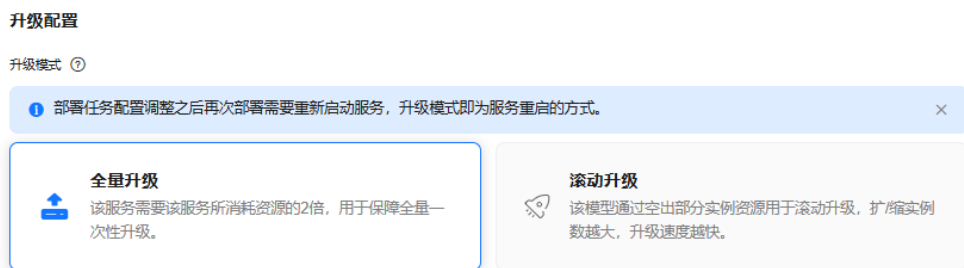 升级配置
升级模式
部署任务配置调整之后再次部署需要重新启动服务，升级模式即为服务重启的方式。
全量升级
该服务需要该服务所消耗资源的2倍，用于保障全量一
次性升级。
滚动升级
该模型通过空出部分实例资源用于滚动升级，扩/缩实例
数越大，升级速度越快。